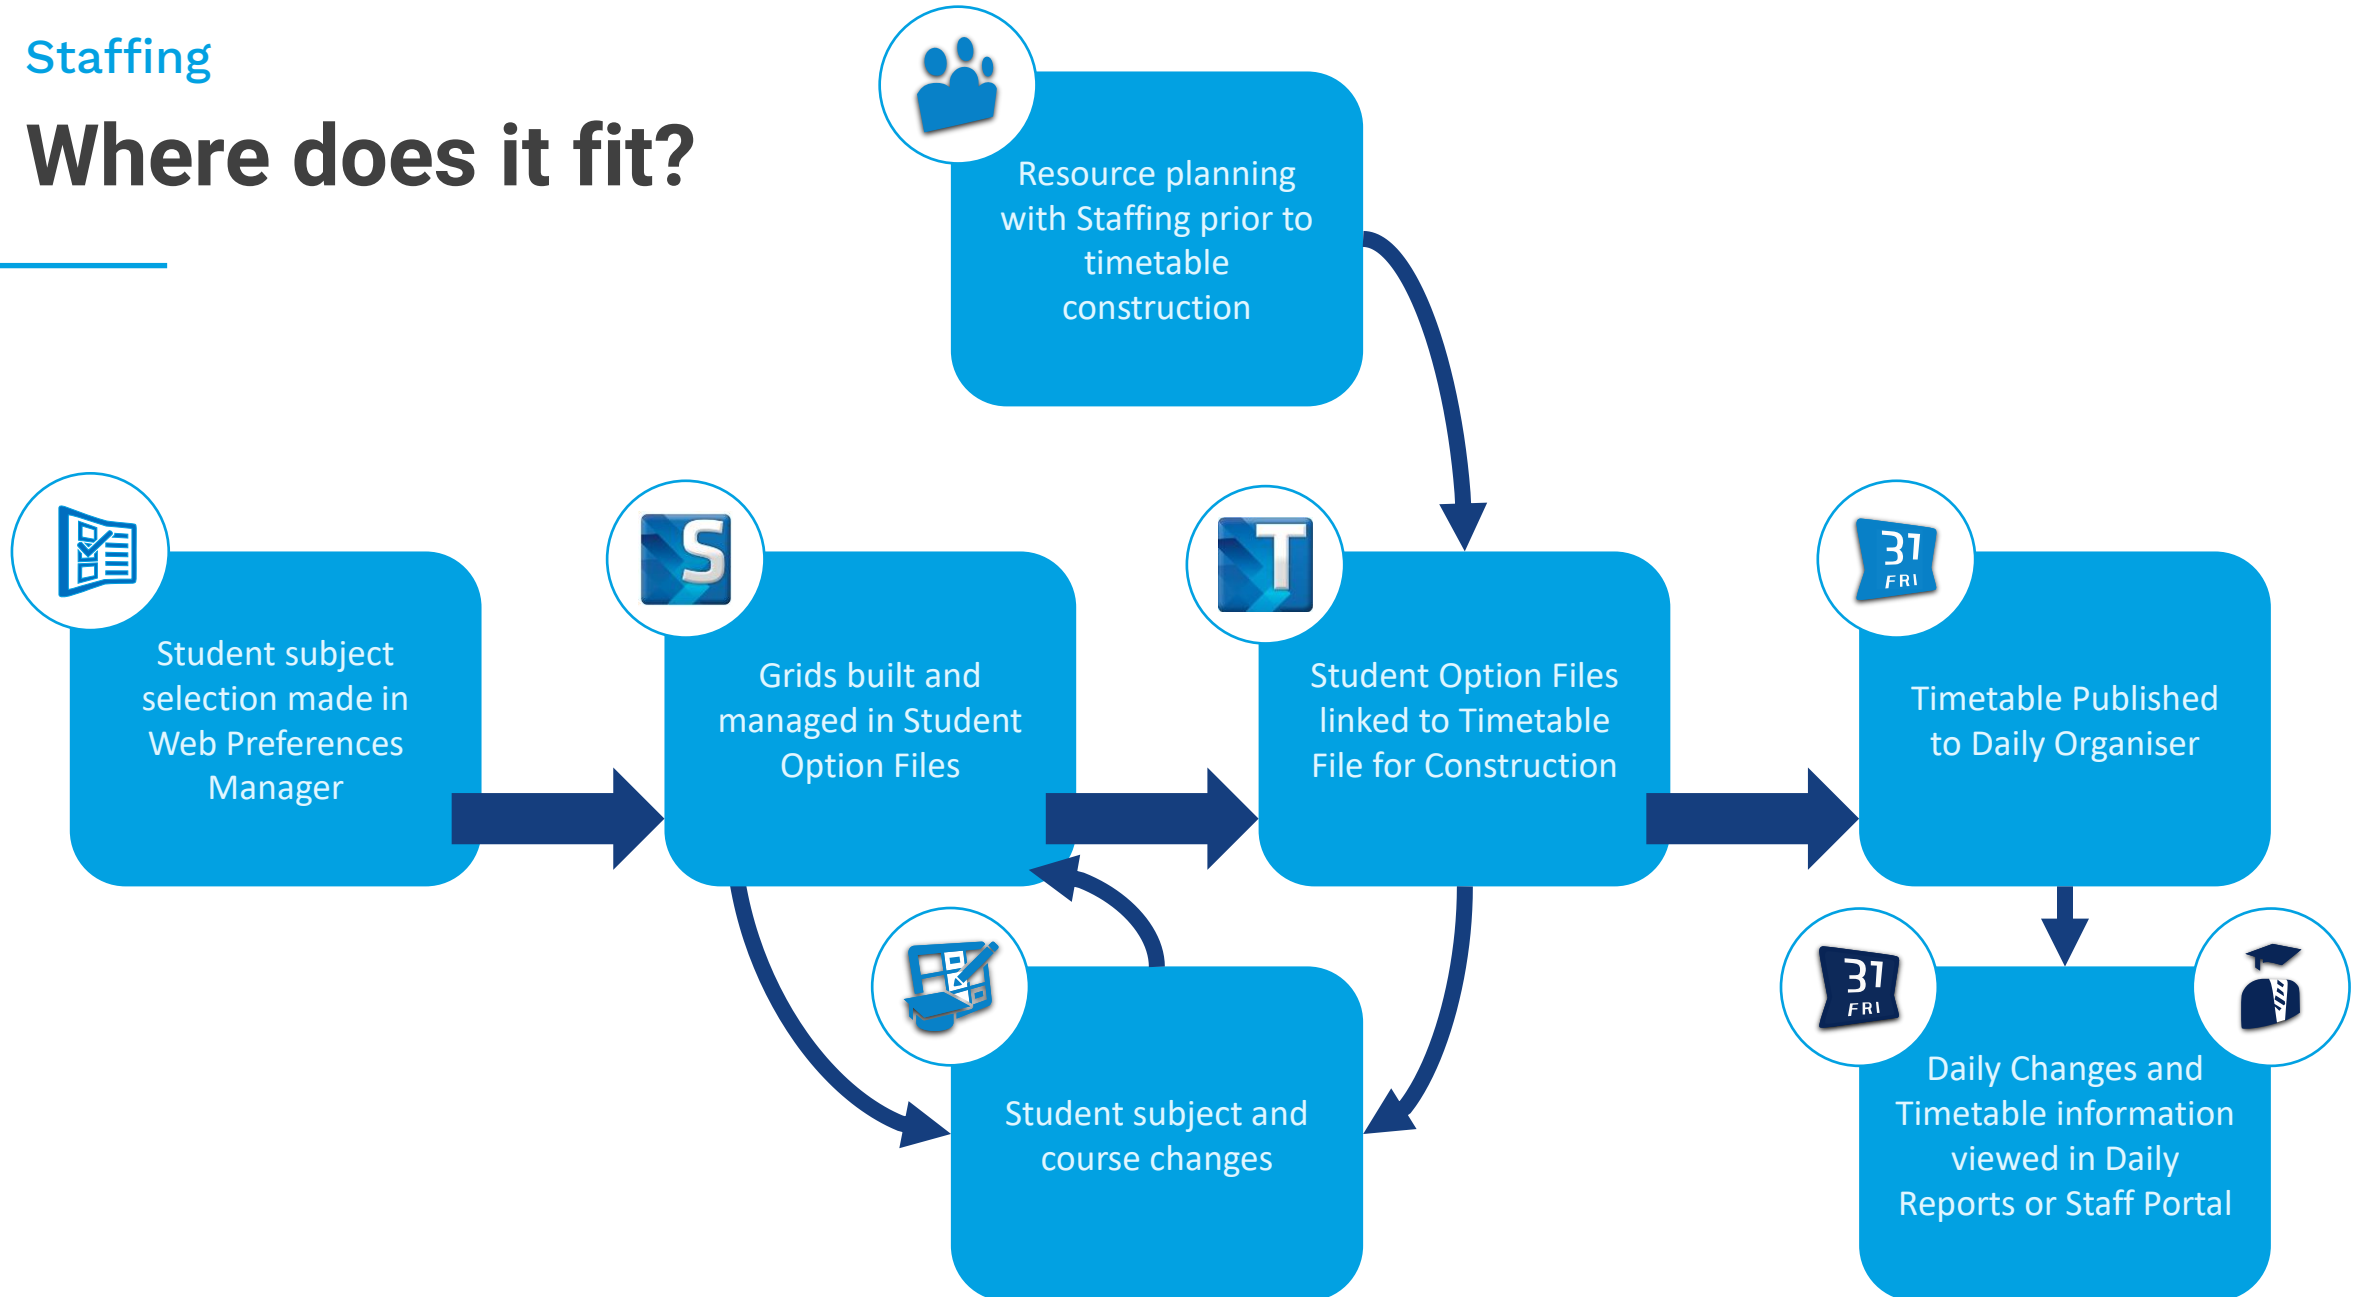 Staffing
Where does it fit?
Resource planning
with Staffing prior to
timetable
construction
Student subject
selection made in
Web Preferences
Manager
S
Grids built and
managed in Student
Option Files
T
Student Option Files
linked to Timetable
File for Construction
31
FRI
Timetable Published
to Daily Organiser
Student subject and
course changes
31
FRI
Daily Changes and
Timetable information
viewed in Daily
Reports or Staff Portal